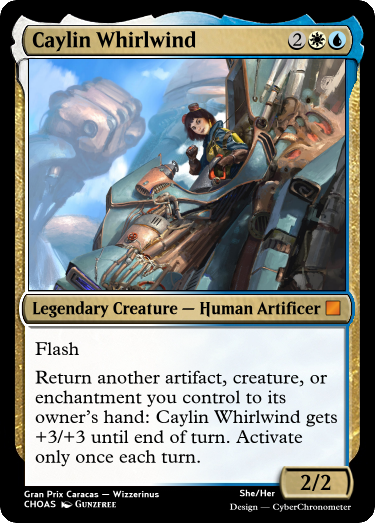 Caylin Whirlwind 2
Legendary Creature — Human Artificer
Flash
Return another artifact, creature, or
enchantment you control to its
owner's hand: Caylin Whirlwind gets
+3/+3 until end of turn. Activate
only once each turn.
2/2
Gran Prix Caracas — Wizzerinus She/Her
CHOAS GUNZFREE Design — CyberChronometer